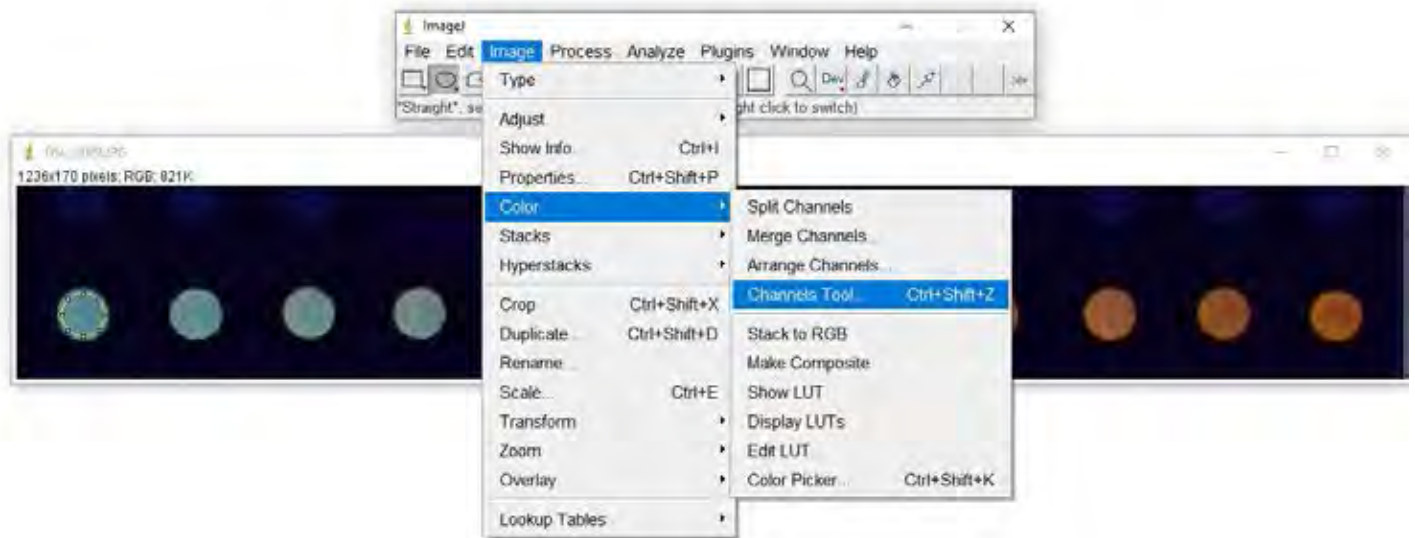 ImageJ
File Edit Image Process Analyze Plugins Window Help
Dev
"Straight", se
ght click to switch)
1236x170 pixels; RGB; 821K
Type
Adjust
Show Info... Ctrl+I
Properties... Ctrl+Shift+P
Color
Stacks
Hyperstacks
Crop Ctrl+Shift+X
Duplicate... Ctrl+Shift+D
Rename...
Scale... Ctrl+E
Transform
Zoom
Overlay
Lookup Tables
Split Channels
Merge Channels...
Arrange Channels...
Channels Tool... Ctrl+Shift+Z
Stack to RGB
Make Composite
Show LUT
Display LUTs
Edit LUT...
Color Picker... Ctrl+Shift+K